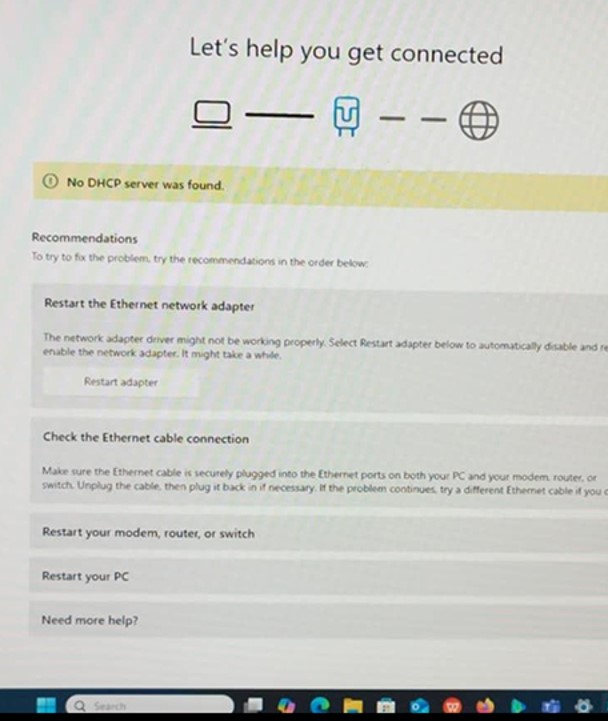 Let's help you get connected
No DHCP server was found.
Recommendations
To try to fix the problem, try the recommendations in the order below:
Restart the Ethernet network adapter
The network adapter driver might not be working properly. Select Restart adapter below to automatically disable and re
enable the network adapter. It might take a while.
Restart adapter
Check the Ethernet cable connection
Make sure the Ethernet cable is securely plugged into the Ethernet ports on both your PC and your modem, router, or
switch. Unplug the cable, then plug it back in if necessary. If the problem continues, try a different Ethernet cable if you
Restart your modem, router, or switch
Restart your PC
Need more help?
Search